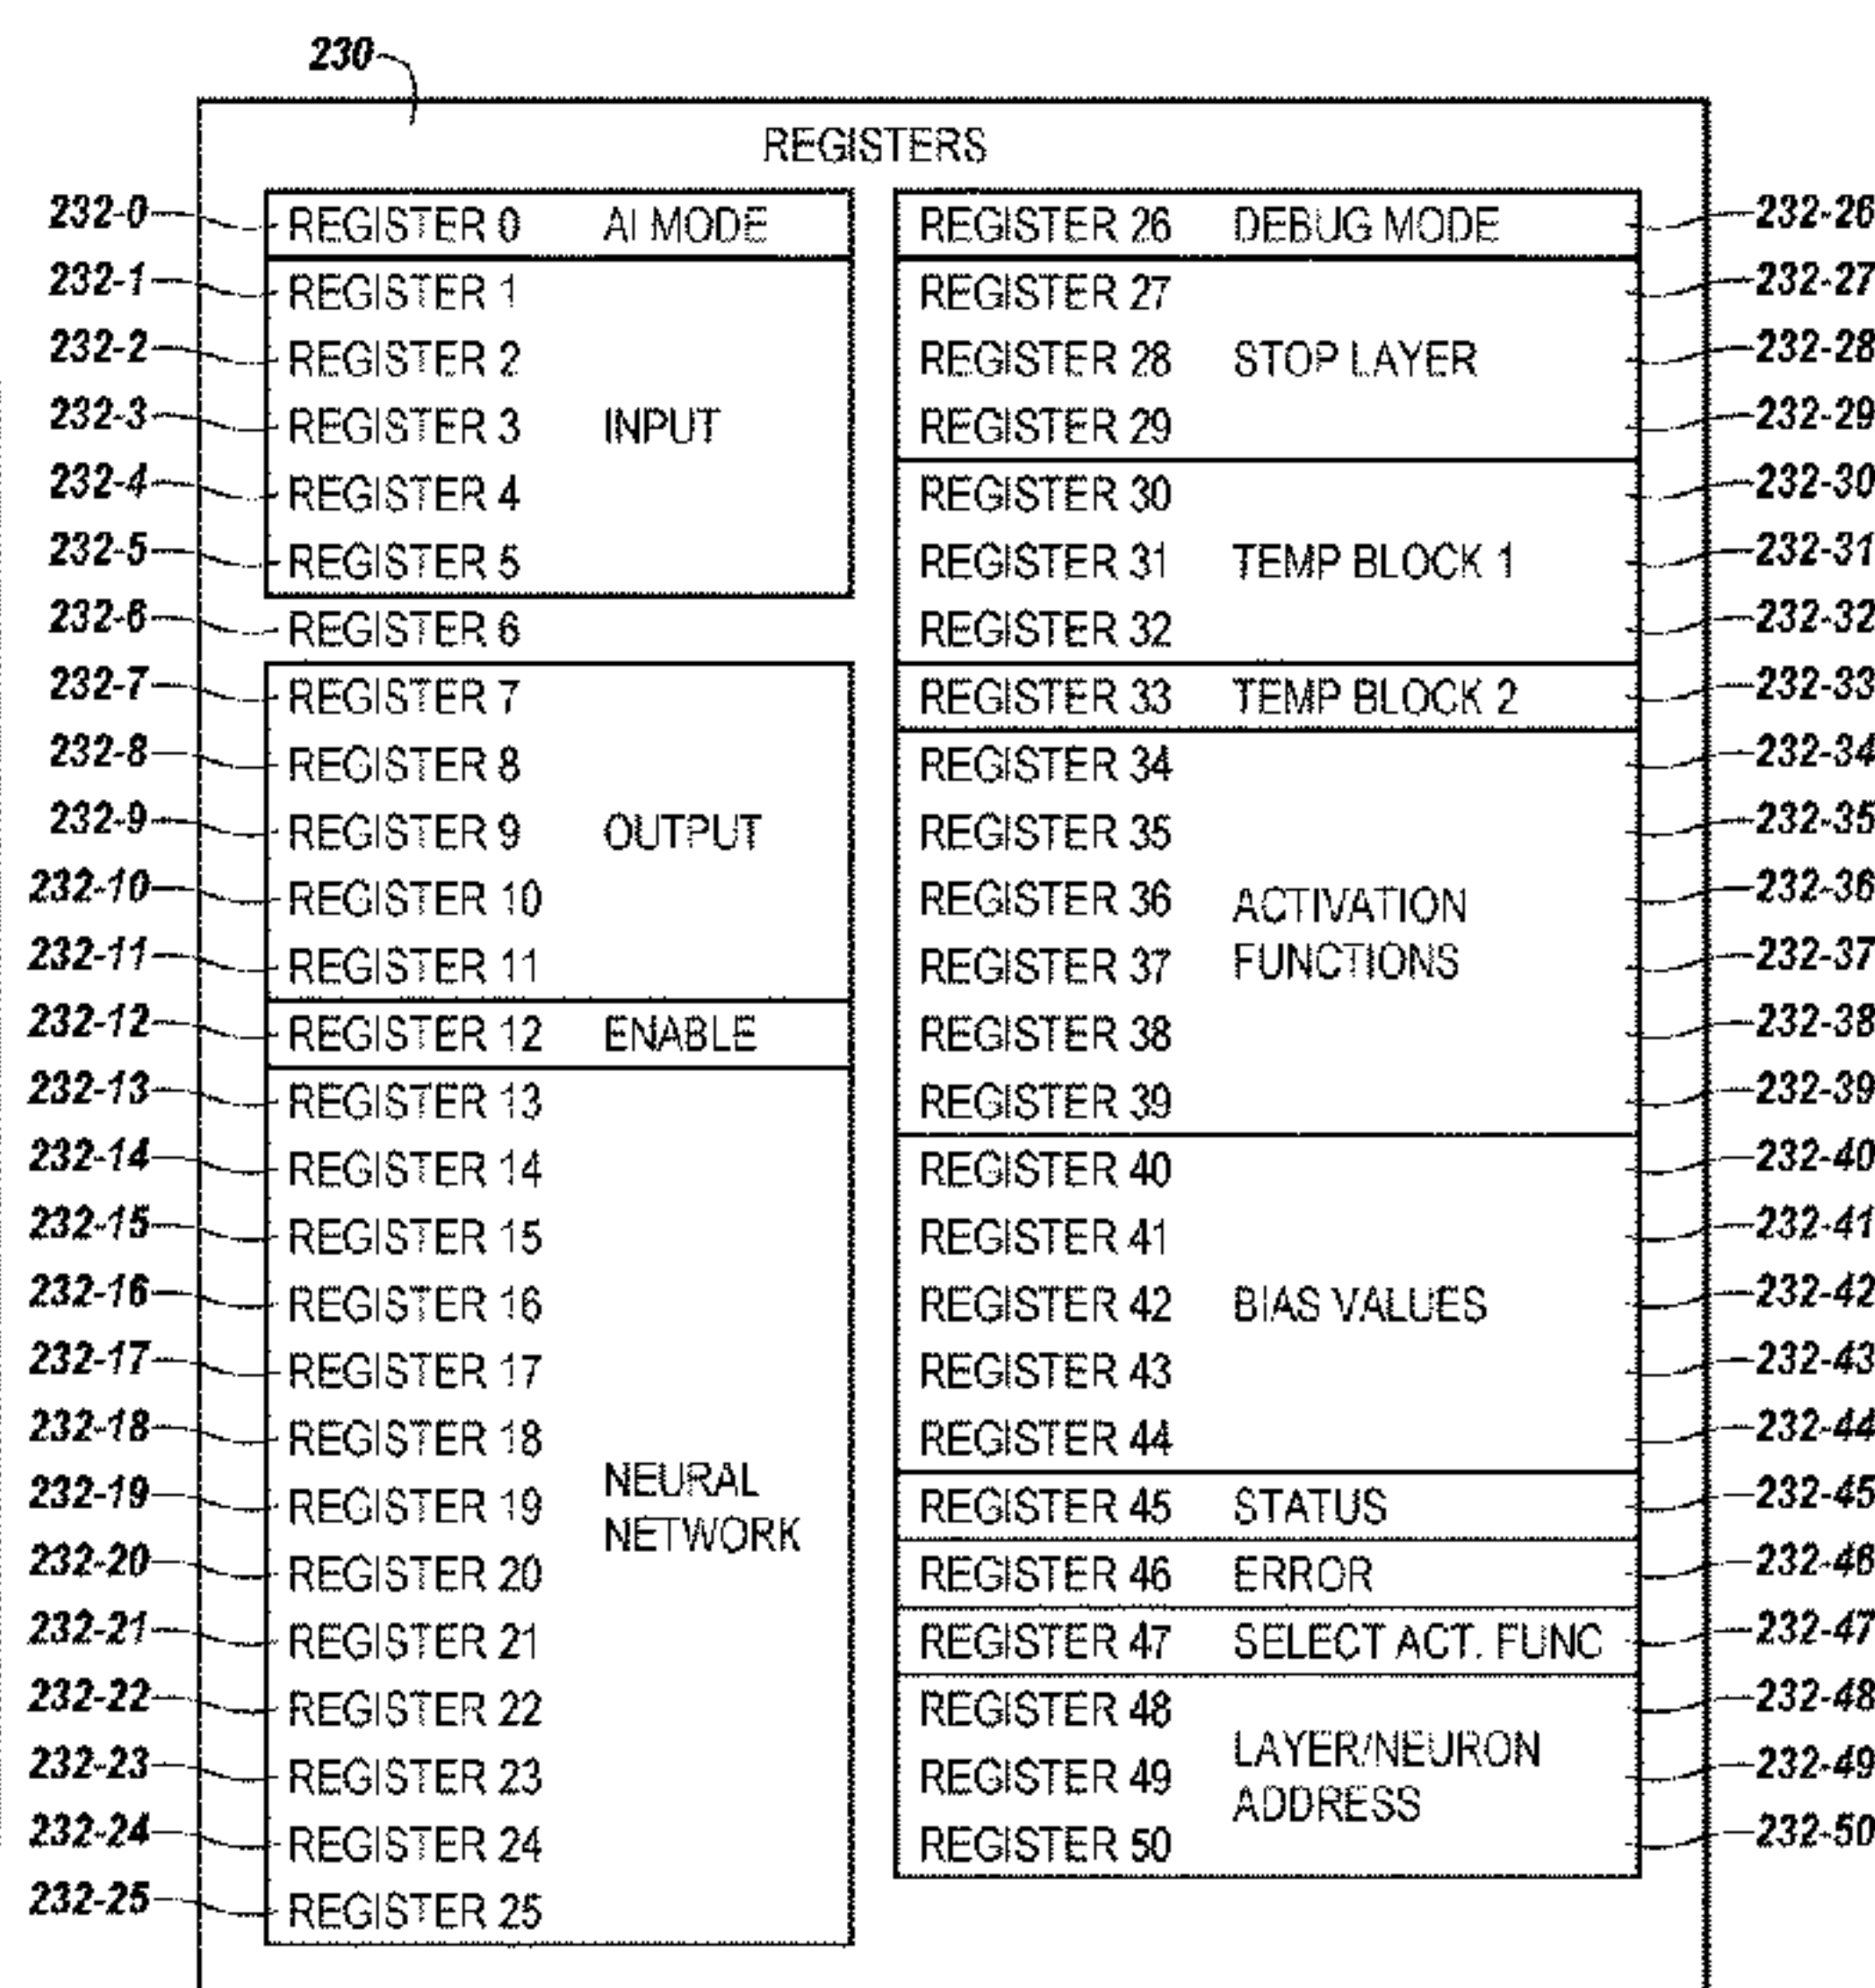 230
REGISTERS
232-0 REGISTER 0 AI MODE
232-1 REGISTER 1
232-2 REGISTER 2
232-3 REGISTER 3 INPUT
232-4 REGISTER 4
232-5 REGISTER 5
232-6 REGISTER 6
232-7 REGISTER 7
232-8 REGISTER 8
232-9 REGISTER 9 OUTPUT
232-10 REGISTER 10
232-11 REGISTER 11
232-12 REGISTER 12 ENABLE
232-13 REGISTER 13
232-14 REGISTER 14
232-15 REGISTER 15
232-16 REGISTER 16
232-17 REGISTER 17
232-18 REGISTER 18
232-19 REGISTER 19
NEURAL
NETWORK
232-20 REGISTER 20
232-21 REGISTER 21
232-22 REGISTER 22
232-23 REGISTER 23
232-24 REGISTER 24
232-25 REGISTER 25
REGISTER 26 DEBUG MODE 232-26
REGISTER 27 232-27
REGISTER 28 STOP LAYER 232-28
REGISTER 29 232-29
REGISTER 30 232-30
REGISTER 31 TEMP BLOCK 1 232-31
REGISTER 32 232-32
REGISTER 33 TEMP BLOCK 2 232-33
REGISTER 34 232-34
REGISTER 35 232-35
REGISTER 36 232-36
ACTIVATION
FUNCTIONS
REGISTER 37 232-37
REGISTER 38 232-38
REGISTER 39 232-39
REGISTER 40 232-40
REGISTER 41 232-41
REGISTER 42 BIAS VALUES 232-42
REGISTER 43 232-43
REGISTER 44 232-44
REGISTER 45 STATUS 232-45
REGISTER 46 ERROR 232-46
REGISTER 47 SELECT ACT. FUNC 232-47
REGISTER 48 232-48
REGISTER 49 232-49
LAYER/NEURON
ADDRESS
REGISTER 50 232-50